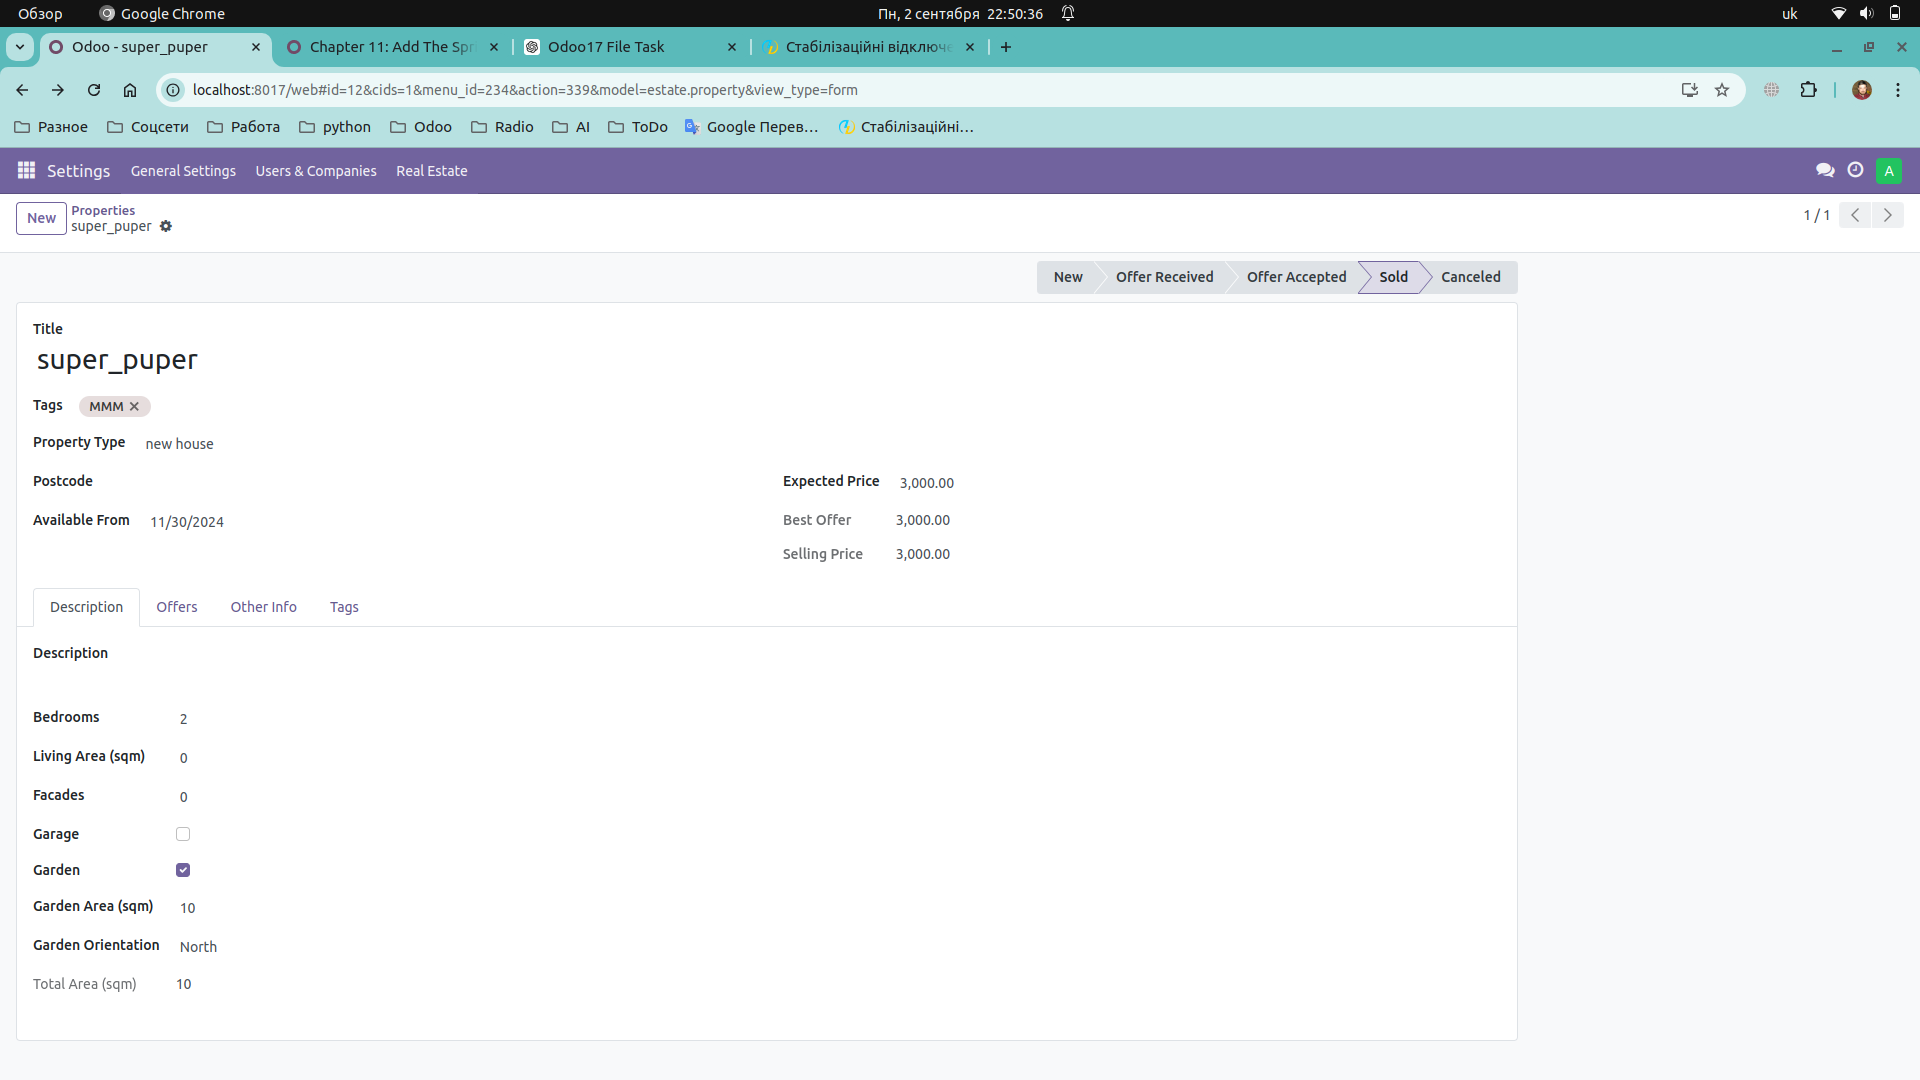 Обзор
Google Chrome
Пн, 2 сентября 22:50:36
uk
Odoo - super_puper
Chapter 11: Add The Spr
Odoo17 File Task
Стабілізаційні відключе
localhost:8017/web#id=12&cids=1&menu_id=234&action=339&model=estate.property&view_type=form
Разное
Соцсети
Работа
python
Odoo
Radio
AI
ToDo
Google Перев...
Стабілізаційні...
Settings
General Settings
Users & Companies
Real Estate
A
New
Properties
super_puper
1 / 1
New
Offer Received
Offer Accepted
Sold
Canceled
Title
super_puper
Tags
MMM
Property Type
new house
Postcode
Expected Price
3,000.00
Available From
11/30/2024
Best Offer
3,000.00
Selling Price
3,000.00
Description
Offers
Other Info
Tags
Description
Bedrooms
2
Living Area (sqm)
0
Facades
0
Garage
Garden
Garden Area (sqm)
10
Garden Orientation
North
Total Area (sqm)
10